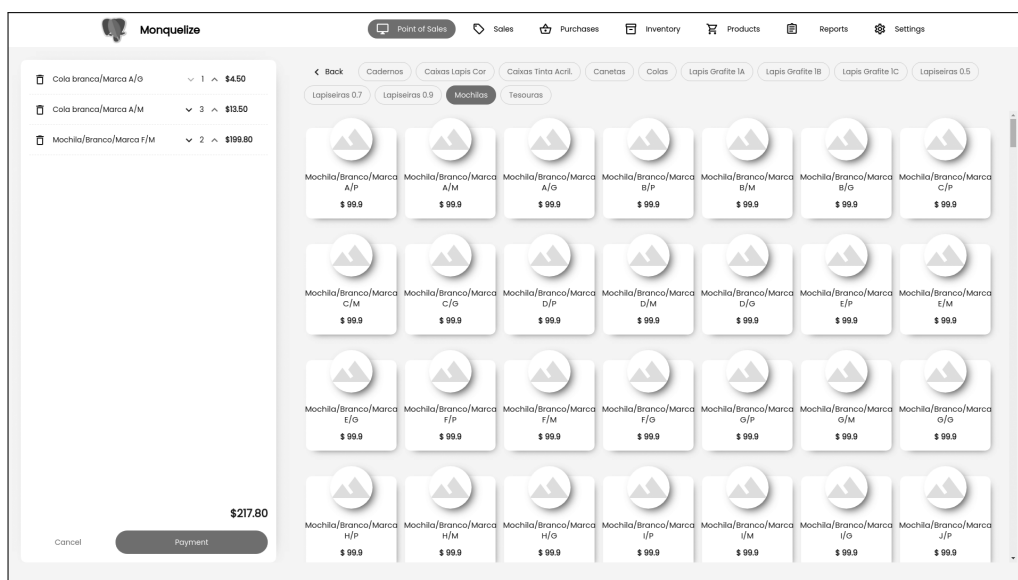 Monquelize
Point of Sales Sales Purchases Inventory Products Reports Settings
Cola branca/Marca A/G 1 $4.50
Cola branca/Marca A/M 3 $13.50
Mochila/Branco/Marca F/M 2 $199.80
$217.80
Cancel Payment
Back Cadernos Caixas Lapis Cor Caixas Tinta Acril. Canetas Colas Lapis Grafite 1A Lapis Grafite 1B Lapis Grafite 1C Lapiseiras 0.5
Lapiseiras 0.7 Lapiseiras 0.9 Mochilas Tesouras
Mochila/Branco/Marca Mochila/Branco/Marca Mochila/Branco/Marca Mochila/Branco/Marca Mochila/Branco/Marca Mochila/Branco/Marca Mochila/Branco/Marca
A/P A/M A/G B/P B/M B/G C/P
$ 99.9 $ 99.9 $ 99.9 $ 99.9 $ 99.9 $ 99.9 $ 99.9
Mochila/Branco/Marca Mochila/Branco/Marca Mochila/Branco/Marca Mochila/Branco/Marca Mochila/Branco/Marca Mochila/Branco/Marca Mochila/Branco/Marca
C/M C/G D/P D/M D/G E/P E/M
$ 99.9 $ 99.9 $ 99.9 $ 99.9 $ 99.9 $ 99.9 $ 99.9
Mochila/Branco/Marca Mochila/Branco/Marca Mochila/Branco/Marca Mochila/Branco/Marca Mochila/Branco/Marca Mochila/Branco/Marca Mochila/Branco/Marca
E/G F/P F/M F/G G/P G/M G/G
$ 99.9 $ 99.9 $ 99.9 $ 99.9 $ 99.9 $ 99.9 $ 99.9
Mochila/Branco/Marca Mochila/Branco/Marca Mochila/Branco/Marca Mochila/Branco/Marca Mochila/Branco/Marca Mochila/Branco/Marca Mochila/Branco/Marca
H/P H/M H/G I/P I/M I/G J/P
$ 99.9 $ 99.9 $ 99.9 $ 99.9 $ 99.9 $ 99.9 $ 99.9